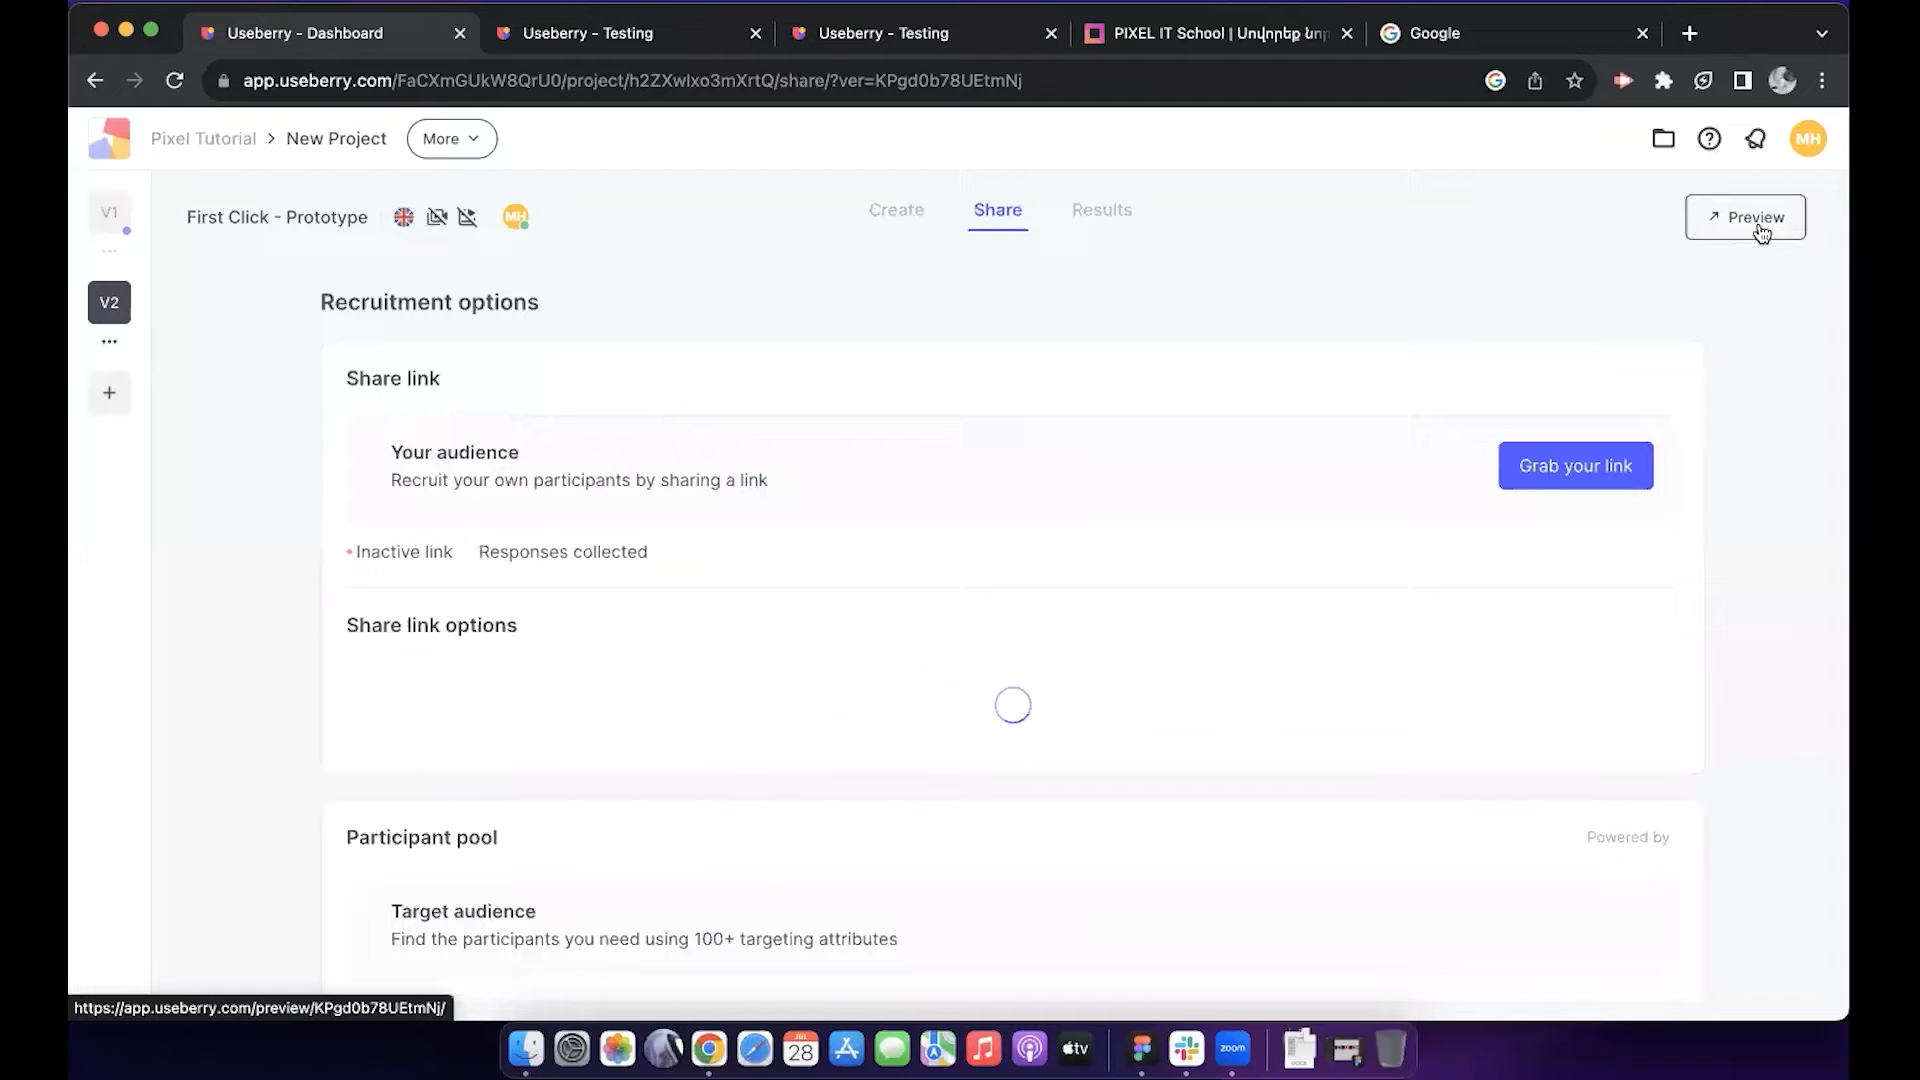 Useberry - Dashboard
Useberry - Testing
Useberry - Testing
PIXEL IT School | Սովորեք նոր
Google
app.useberry.com/FaCXmGUkW8QrU0/project/h2ZXwlxo3mXrtQ/share/?ver=KPgd0b78UEtmNj
Pixel Tutorial > New Project
More
MH
V1
First Click - Prototype
MH
Create
Share
Results
Preview
V2
Recruitment options
Share link
Your audience
Recruit your own participants by sharing a link
Grab your link
Inactive link
Responses collected
Share link options
Participant pool
Powered by
Target audience
Find the participants you need using 100+ targeting attributes
https://app.useberry.com/preview/KPgd0b78UEtmNj/
JUL
28
tv
zoom
DOCX